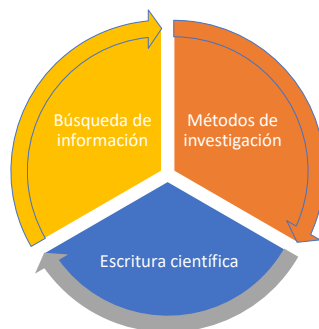 Búsqueda de
información
Métodos de
investigación
Escritura científica